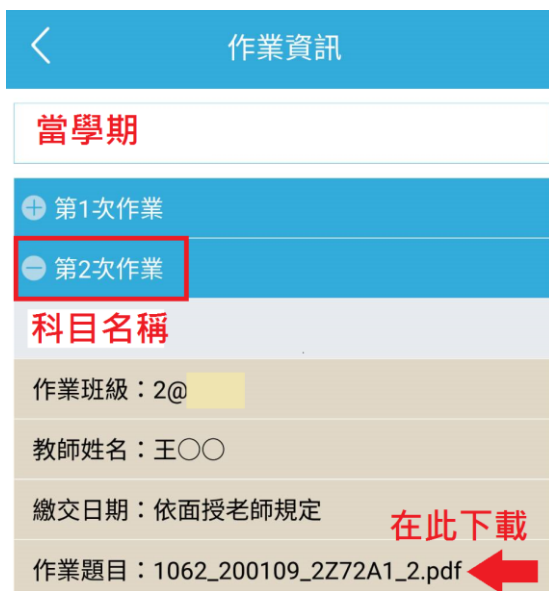 作業資訊
當學期
第1次作業
第2次作業
科目名稱
作業班級：2@
教師姓名：王○○
繳交日期：依面授老師規定
在此下載
作業題目：1062_200109_2Z72A1_2.pdf